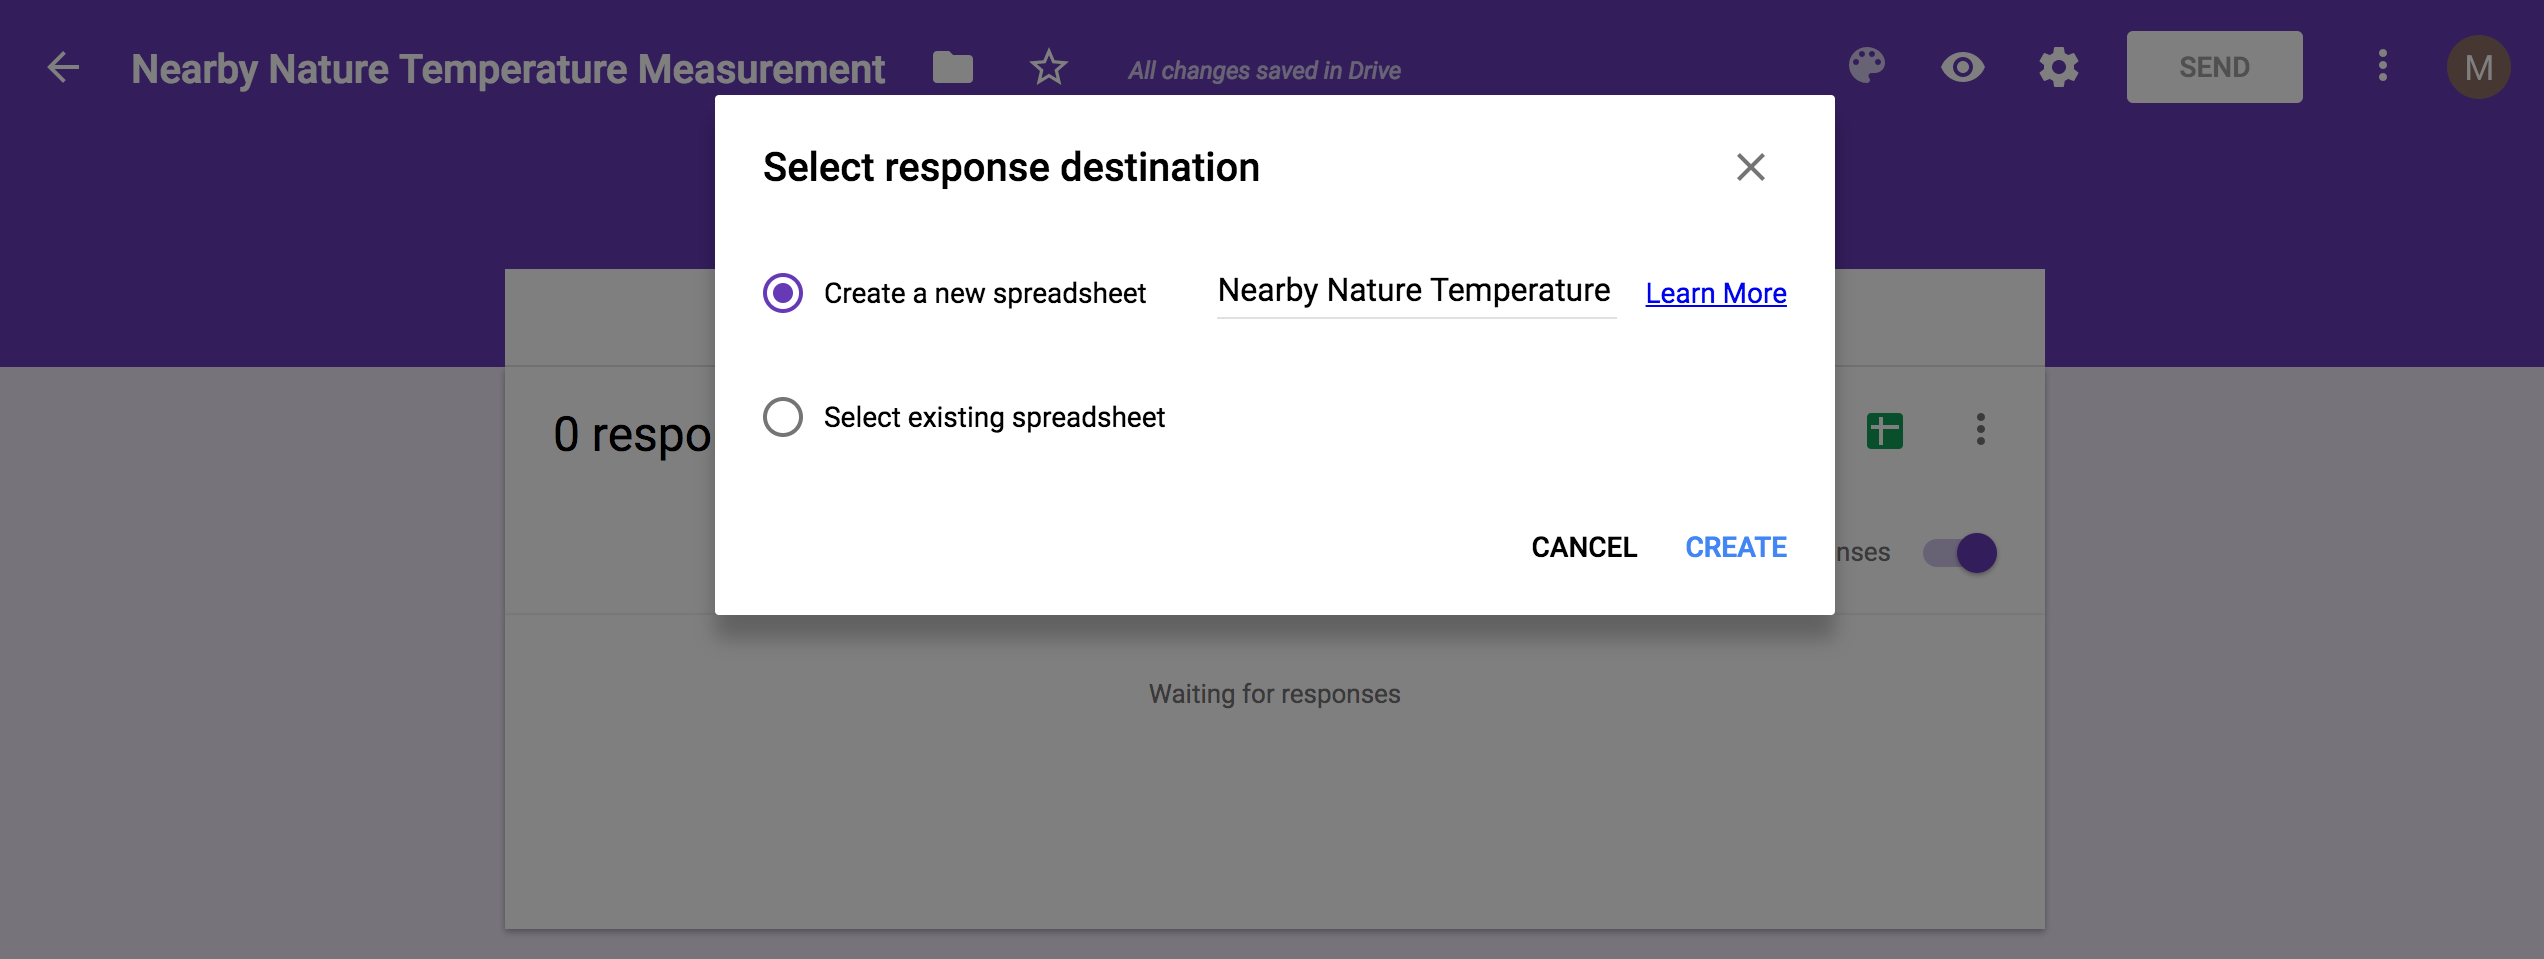 Nearby Nature Temperature Measurement
All changes saved in Drive
SEND
M
Select response destination
Create a new spreadsheet
Nearby Nature Temperature
Learn More
Select existing spreadsheet
0 respo
CANCEL
CREATE
nses
Waiting for responses